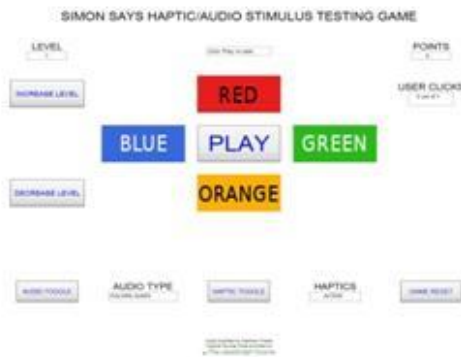 SIMON SAYS HAPTIC/AUDIO STIMULUS TESTING GAME
LEVEL
POINTS
INCREASE LEVEL
RED
USER CLICKS
BLUE
PLAY
GREEN
DECREASE LEVEL
ORANGE
AUDIO TOGGLE
AUDIO TYPE
HAPTIC TOGGLE
HAPTICS
GAME RESET